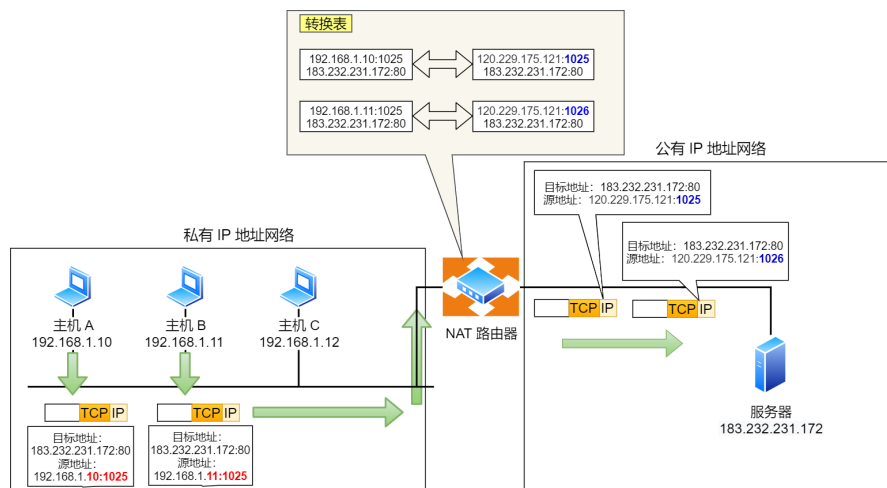 转换表
192.168.1.10:1025
183.232.231.172:80
120.229.175.121:1025
183.232.231.172:80
192.168.1.11:1025
183.232.231.172:80
120.229.175.121:1026
183.232.231.172:80
公有 IP 地址网络
目标地址：183.232.231.172:80
源地址：120.229.175.121:1025
目标地址：183.232.231.172:80
源地址：120.229.175.121:1026
私有 IP 地址网络
主机 A
192.168.1.10
主机 B
192.168.1.11
主机 C
192.168.1.12
NAT 路由器
TCP IP
TCP IP
服务器
183.232.231.172
TCP IP
TCP IP
目标地址：
183.232.231.172:80
源地址：
192.168.1.10:1025
目标地址：
183.232.231.172:80
源地址：
192.168.1.11:1025